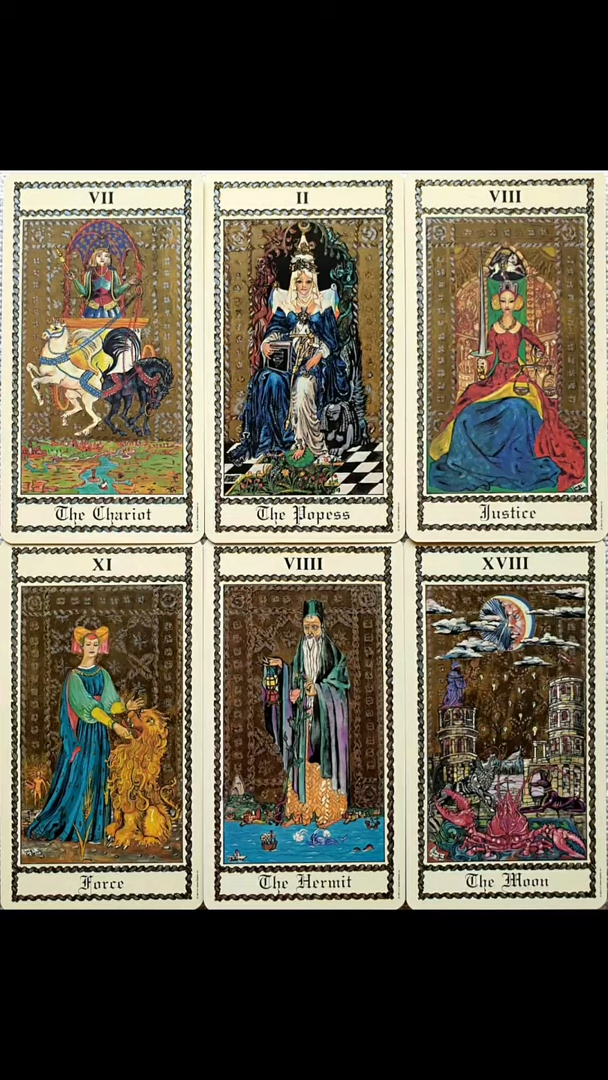 VII
II
VIII
The Chariot
The Popess
Justice
XI
VIIII
XVIII
Force
The Hermit
The Moon